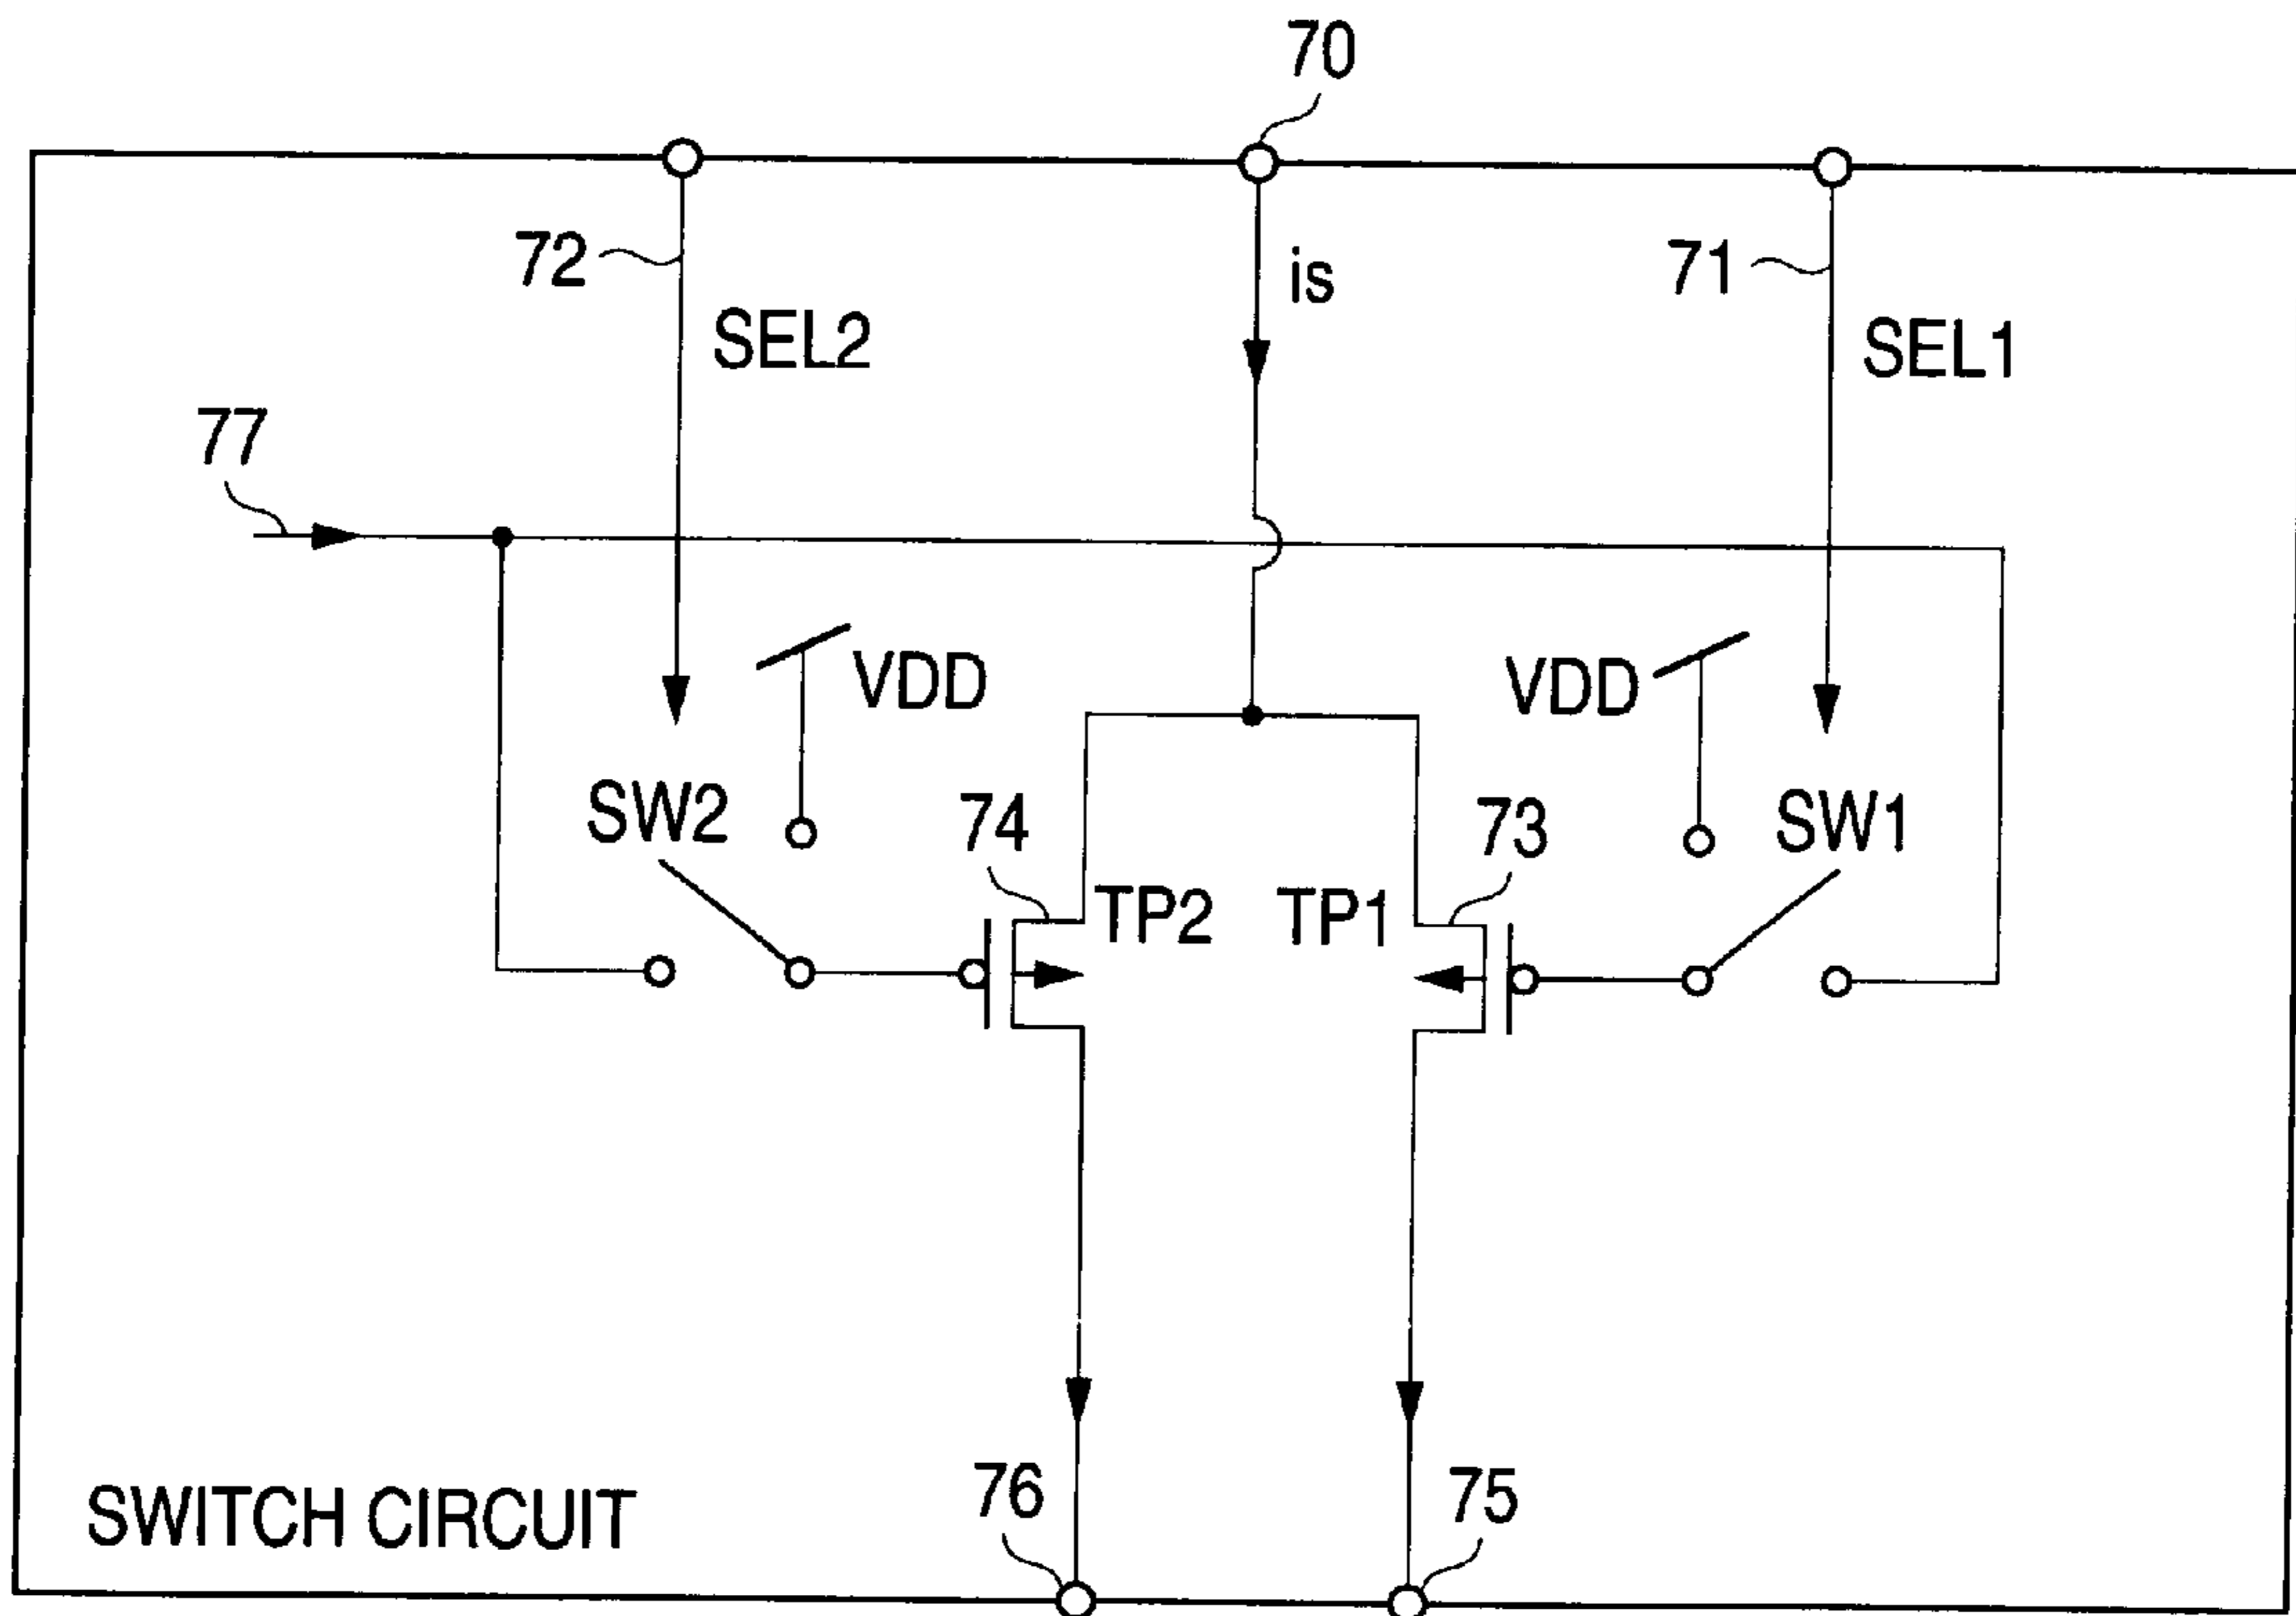 70
72
is
71
SEL2
SEL1
77
VDD
VDD
SW2
74
73
SW1
TP2
TP1
76
75
SWITCH CIRCUIT